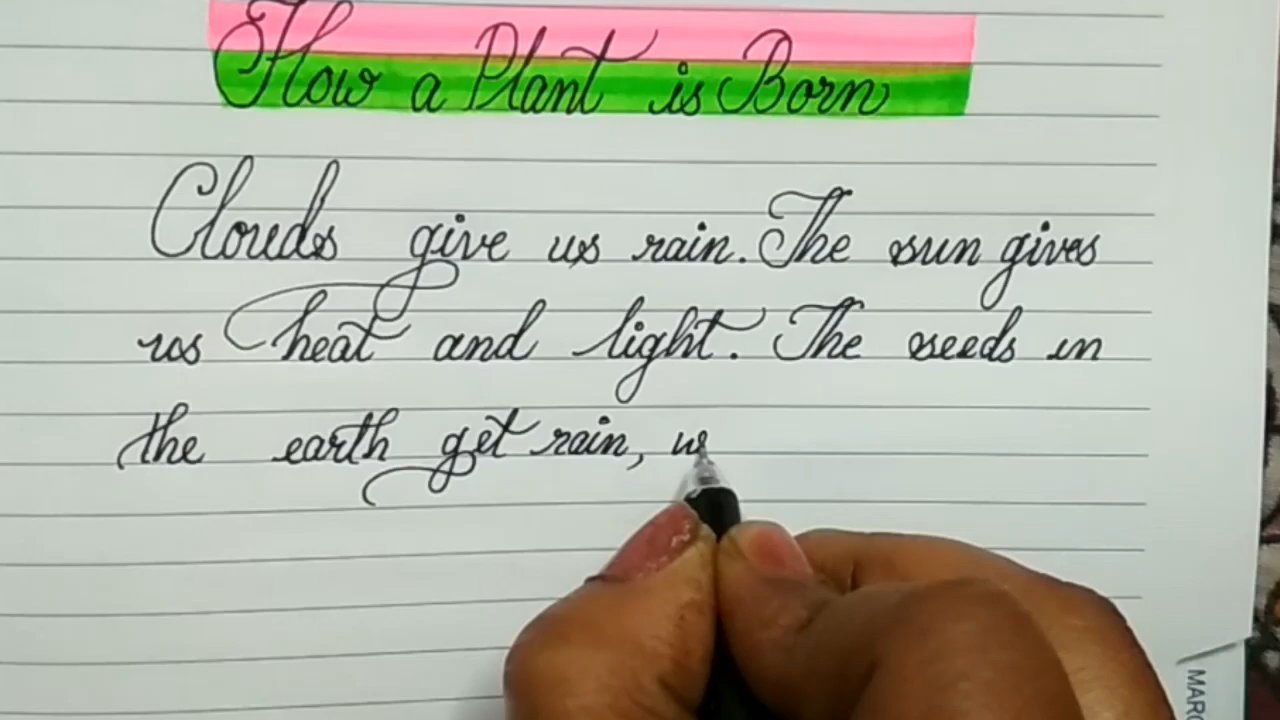 How a Plant is Born
Clouds give us rain. The sun gives
us heat and light. The seeds in
the earth get rain, w
MARC